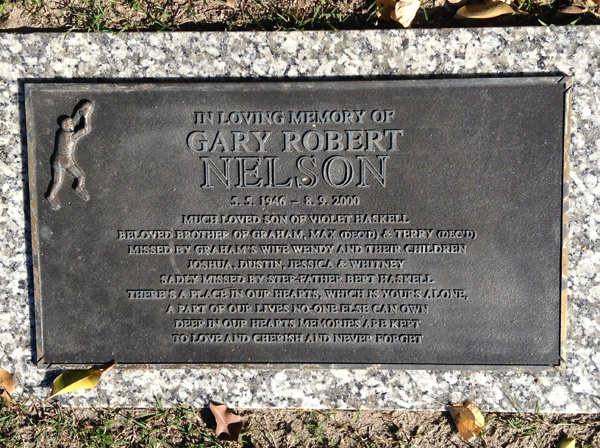 IN LOVING MEMORY OF
GARY ROBERT
NELSON
5. 5. 1946 – 8. 9. 2000
MUCH LOVED SON OF VIOLET HASKELL
BELOVED BROTHER OF GRAHAM, MAX (DEC'D) & TERRY (DEC'D)
MISSED BY GRAHAM'S WIFE WENDY AND THEIR CHILDREN
JOSHUA, DUSTIN, JESSICA & WHITNEY
SADLY MISSED BY STEP-FATHER BERT HASKELL
THERE'S A PLACE IN OUR HEARTS, WHICH IS YOURS ALONE,
A PART OF OUR LIVES NO-ONE ELSE CAN OWN
DEEP IN OUR HEARTS MEMORIES ARE KEPT
TO LOVE AND CHERISH AND NEVER FORGET